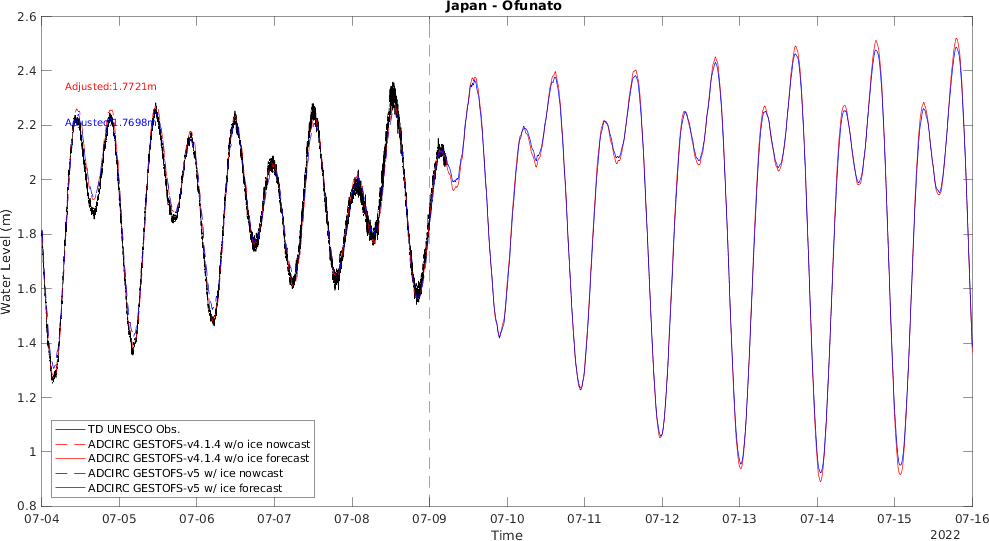 Japan - Ofunato
2.6
2.4
2.2
2
1.8
1.6
1.4
1.2
1
0.8
Water Level (m)
Adjusted:1.7721m
Adjusted:1.7698m
TD UNESCO Obs.
ADCIRC GESTOFS-v4.1.4 w/o ice nowcast
ADCIRC GESTOFS-v4.1.4 w/o ice forecast
ADCIRC GESTOFS-v5 w/ ice nowcast
ADCIRC GESTOFS-v5 w/ ice forecast
07-04 07-05 07-06 07-07 07-08 07-09 07-10 07-11 07-12 07-13 07-14 07-15 07-16
Time
2022